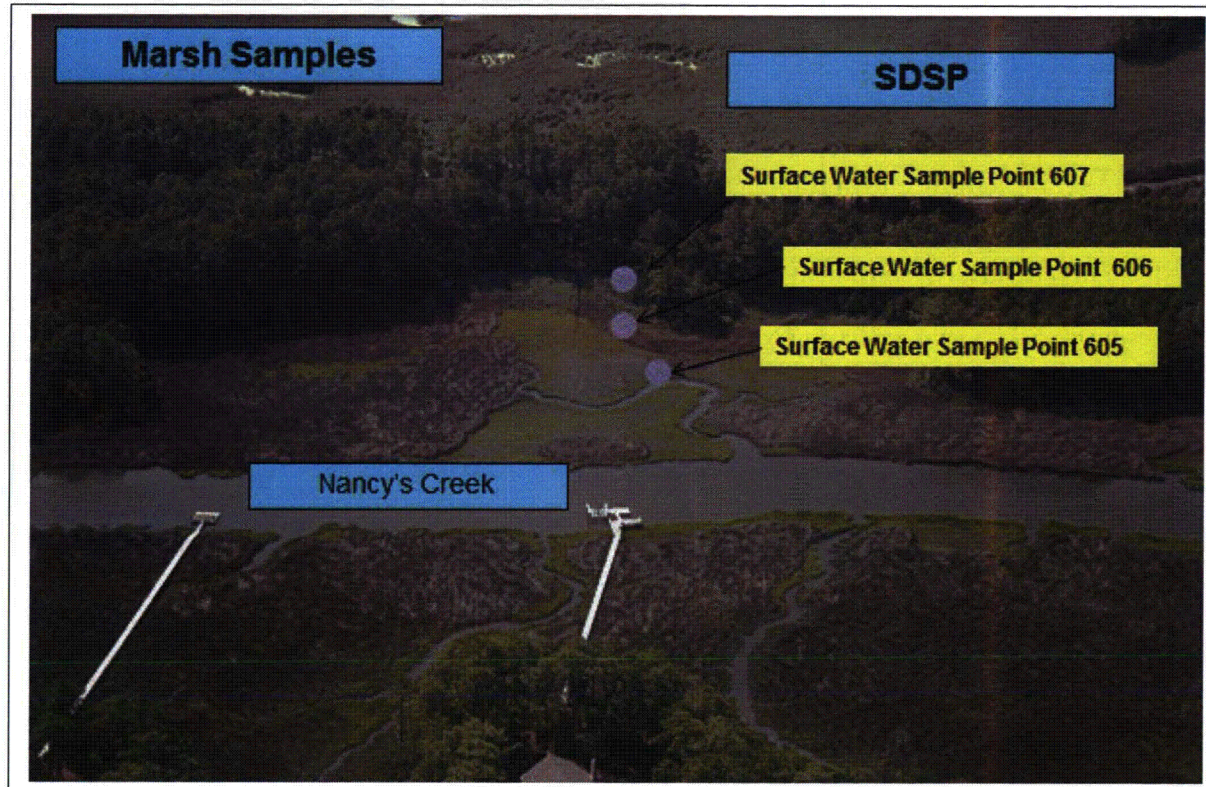 Marsh Samples
SDSP
Surface Water Sample Point 607
Surface Water Sample Point 606
Surface Water Sample Point 605
Nancy's Creek